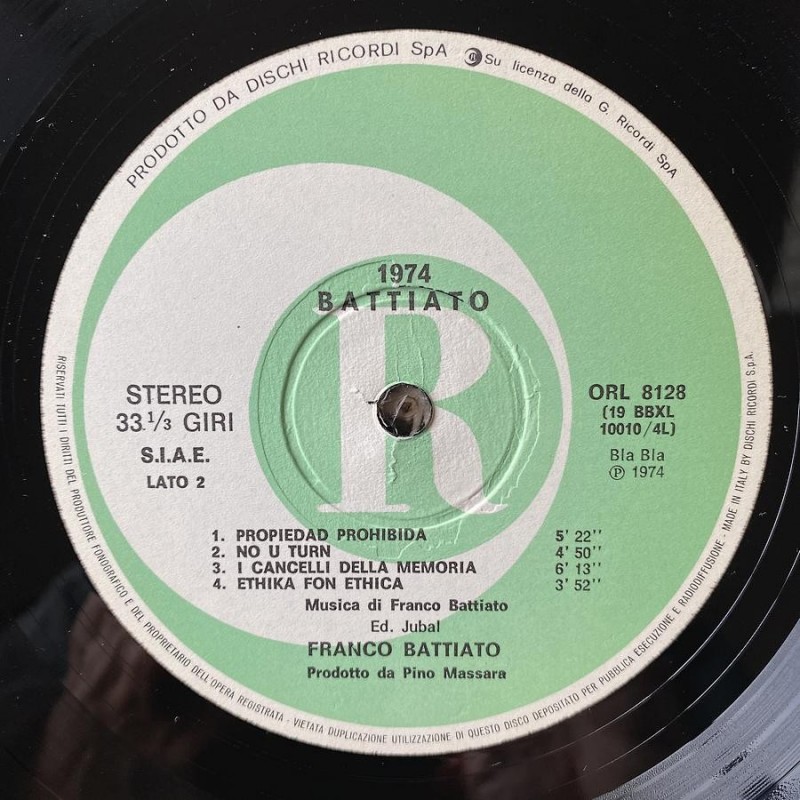 PRODOTTO DA DISCHI RICORDI SpA Su licenza della G. Ricordi SpA
1974
BATTIATO
R
STEREO
33.1/3 GIRI
S.I.A.E.
LATO 2
ORL 8128
(19 BBXL
10010/4L)
Bla Bla
℗ 1974
1. PROPIEDAD PROHIBIDA 5' 22''
2. NO U TURN 4' 50''
3. I CANCELLI DELLA MEMORIA 6' 13''
4. ETHIKA FON ETHICA 3' 52''
Musica di Franco Battiato
Ed. Jubal
FRANCO BATTIATO
Prodotto da Pino Massara
RISERVATI TUTTI I DIRITTI DEL PRODUTTORE FONOGRAFICO E DEL PROPRIETARIO DELL'OPERA REGISTRATA - VIETATA DUPLICAZIONE UTILIZZAZIONE DI QUESTO DISCO DEPOSITATO PER PUBBLICA ESECUZIONE E RADIODIFFUSIONE - MADE IN ITALY BY DISCHI RICORDI S.p.A.